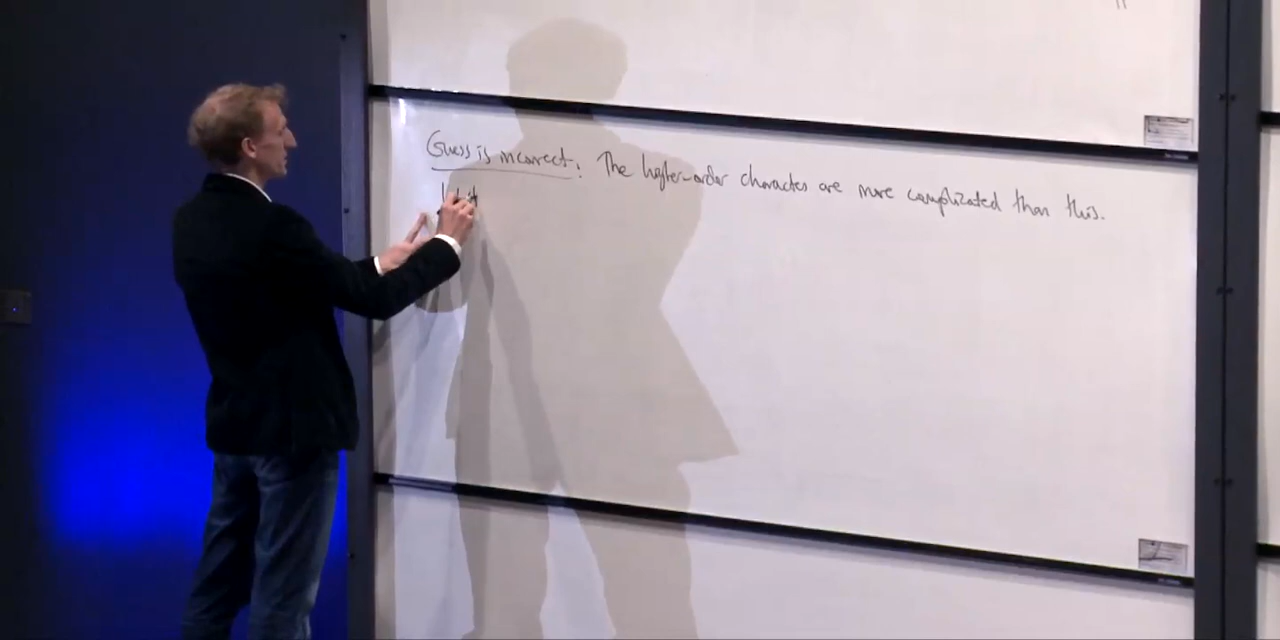 Guess is incorrect: The higher-order characters are more complicated than this.